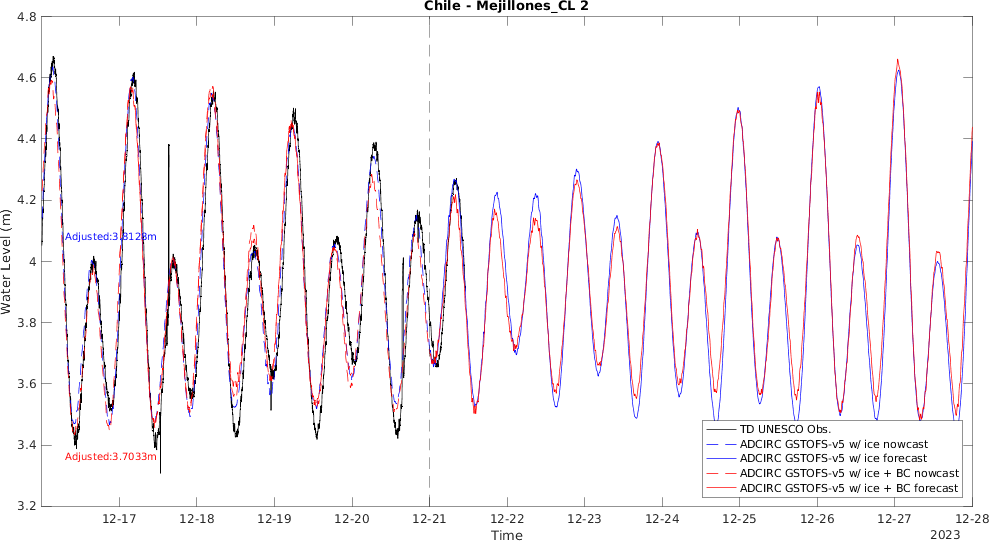 Chile - Mejillones_CL 2
Water Level (m)
4.8
4.6
4.4
4.2
4
3.8
3.6
3.4
3.2
Adjusted:3.8128m
Adjusted:3.7033m
TD UNESCO Obs.
ADCIRC GSTOFS-v5 w/ ice nowcast
ADCIRC GSTOFS-v5 w/ ice forecast
ADCIRC GSTOFS-v5 w/ ice + BC nowcast
ADCIRC GSTOFS-v5 w/ ice + BC forecast
12-17 12-18 12-19 12-20 12-21 12-22 12-23 12-24 12-25 12-26 12-27 12-28
Time
2023